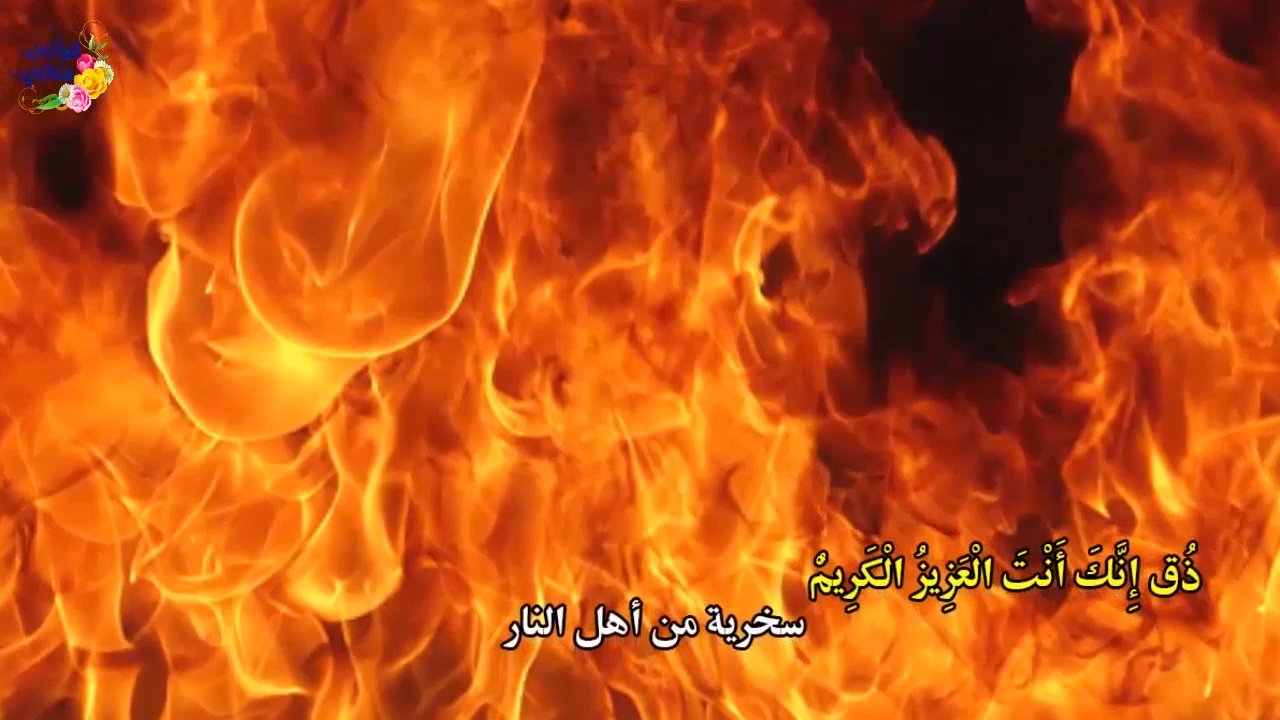 ذُق إِنَّكَ أَنْتَ الْعَزِيزُ الْكَرِيمُ
سخرية من أهل النار